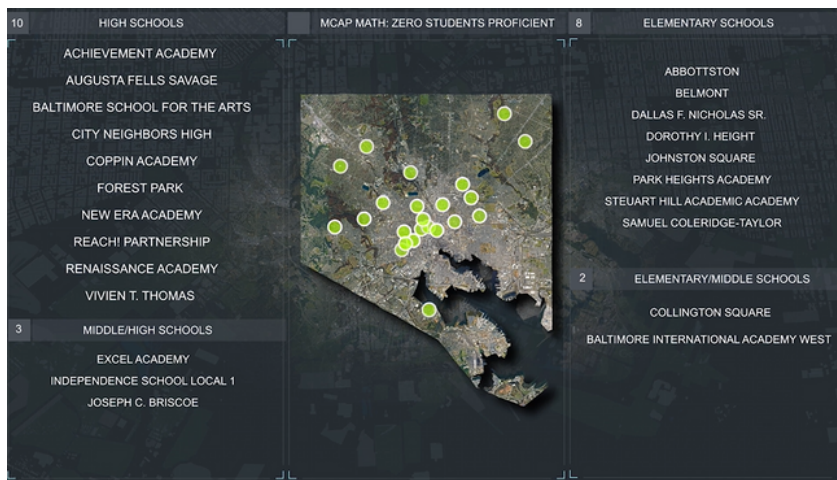 10 HIGH SCHOOLS
ACHIEVEMENT ACADEMY
AUGUSTA FELLS SAVAGE
BALTIMORE SCHOOL FOR THE ARTS
CITY NEIGHBORS HIGH
COPPIN ACADEMY
FOREST PARK
NEW ERA ACADEMY
REACH! PARTNERSHIP
RENAISSANCE ACADEMY
VIVIEN T. THOMAS
3 MIDDLE/HIGH SCHOOLS
EXCEL ACADEMY
INDEPENDENCE SCHOOL LOCAL 1
JOSEPH C. BRISCOE
MCAP MATH: ZERO STUDENTS PROFICIENT
8 ELEMENTARY SCHOOLS
ABBOTTSTON
BELMONT
DALLAS F. NICHOLAS SR.
DOROTHY I. HEIGHT
JOHNSTON SQUARE
PARK HEIGHTS ACADEMY
STEUART HILL ACADEMIC ACADEMY
SAMUEL COLERIDGE-TAYLOR
2 ELEMENTARY/MIDDLE SCHOOLS
COLLINGTON SQUARE
BALTIMORE INTERNATIONAL ACADEMY WEST